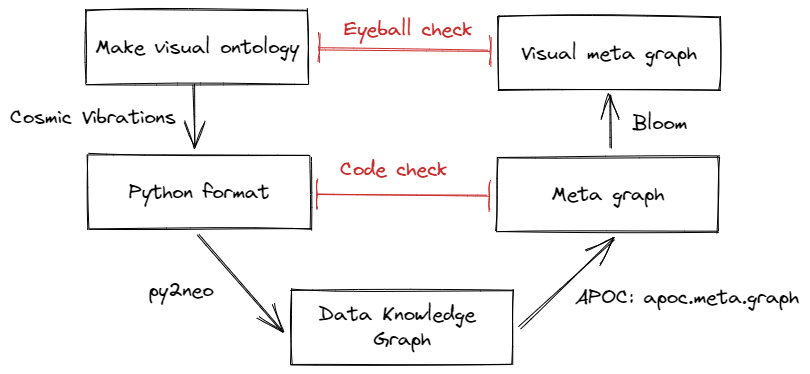 Make visual ontology
Eyeball check
Visual meta graph
Cosmic Vibrations
Bloom
Python format
Code check
Meta graph
py2neo
Data Knowledge
Graph
APOC: apoc.meta.graph